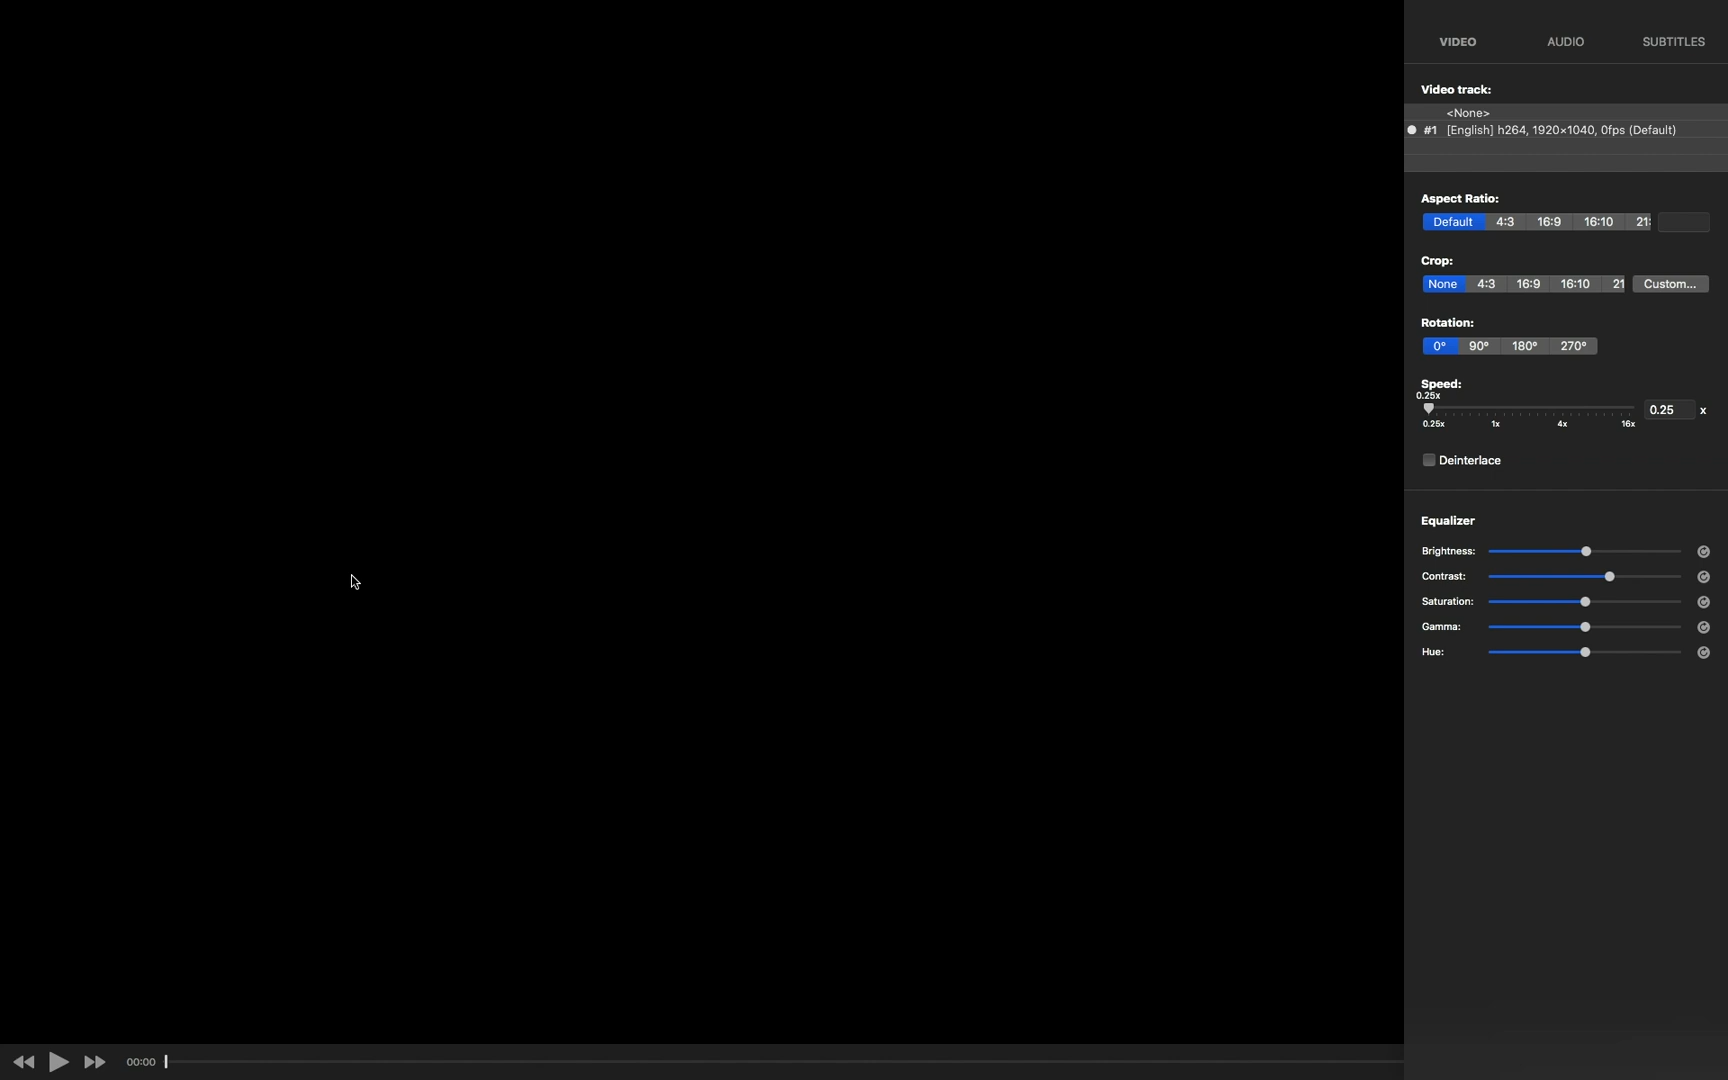 VIDEO AUDIO SUBTITLES
Video track:
<None>
#1 [English] h264, 1920×1040, 0fps (Default)
Aspect Ratio:
Default 4:3 16:9 16:10 21:
Crop:
None 4:3 16:9 16:10 21 Custom...
Rotation:
0° 90° 180° 270°
Speed:
0.25x
0.25 x
0.25x 1x 4x 16x
Deinterlace
Equalizer
Brightness:
Contrast:
Saturation:
Gamma:
Hue:
00:00